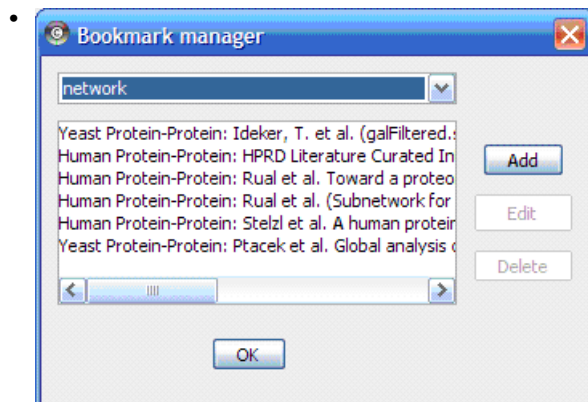 Bookmark manager
network
Yeast Protein-Protein: Ideker, T. et al. (galFiltered.s
Human Protein-Protein: HPRD Literature Curated In
Human Protein-Protein: Rual et al. Toward a proteo
Human Protein-Protein: Rual et al. (Subnetwork for
Human Protein-Protein: Stelzl et al. A human protein
Yeast Protein-Protein: Ptacek et al. Global analysis o
Add
Edit
Delete
OK